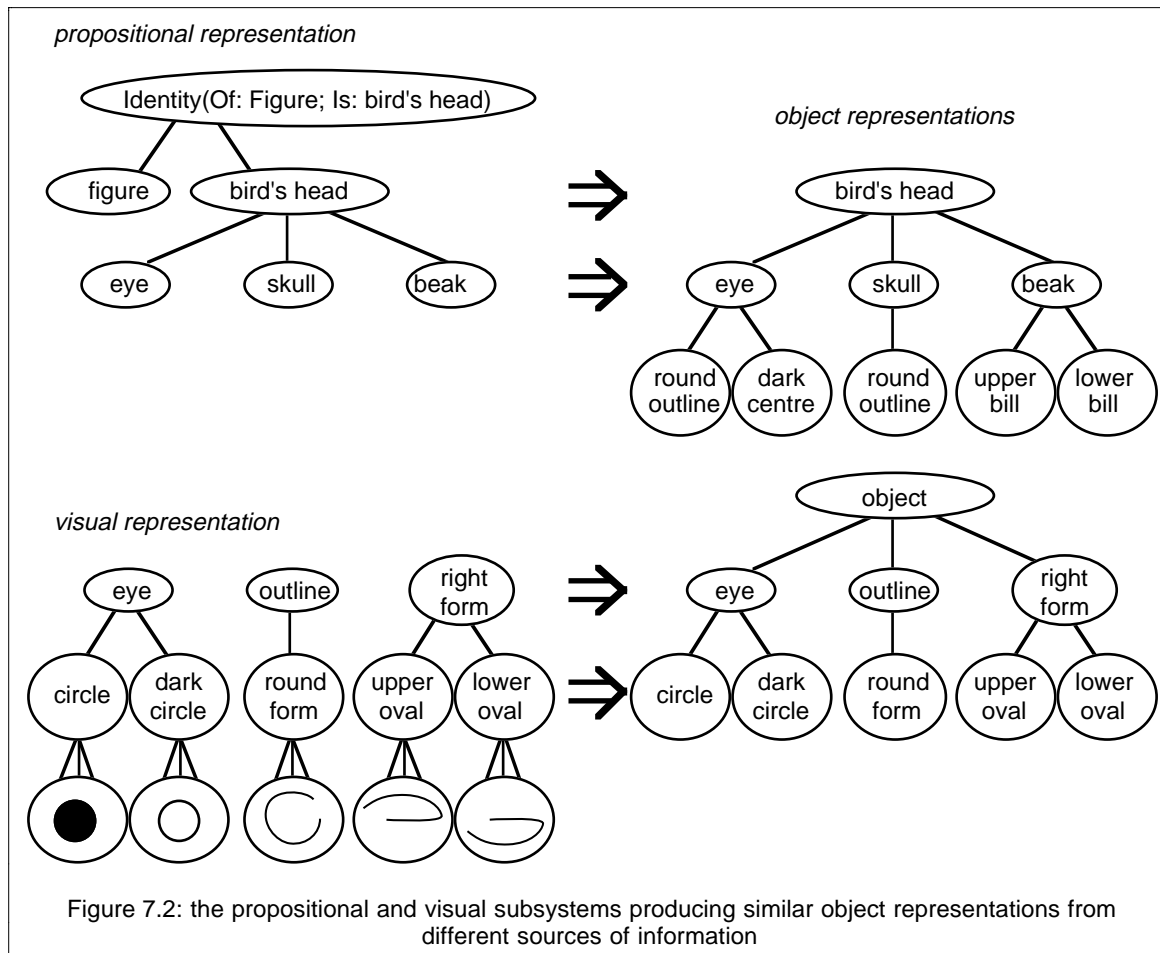 propositional representation
Identity(Of: Figure; Is: bird's head)
figure
bird's head
eye
skull
beak
object representations
bird's head
eye
skull
beak
round
outline
dark
centre
round
outline
upper
bill
lower
bill
visual representation
eye
outline
right
form
circle
dark
circle
round
form
upper
oval
lower
oval
object
eye
outline
right
form
circle
dark
circle
round
form
upper
oval
lower
oval
Figure 7.2: the propositional and visual subsystems producing similar object representations from
different sources of information